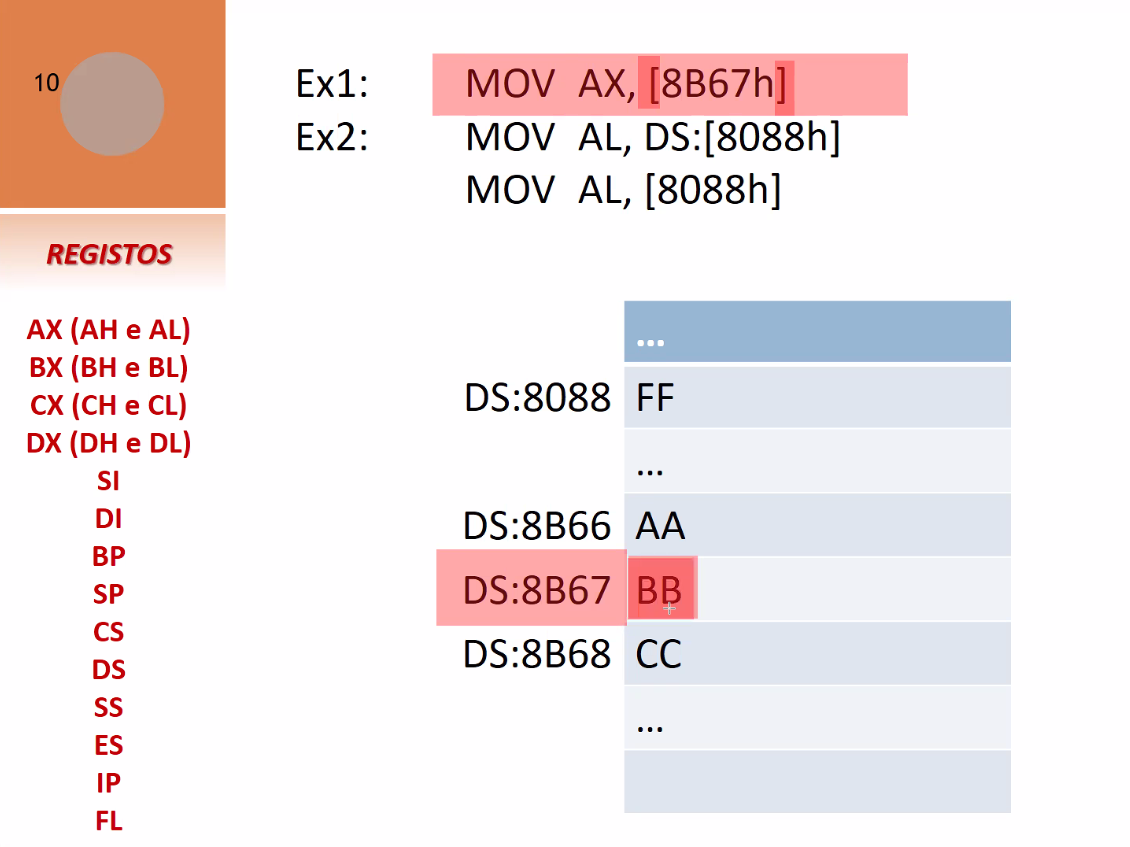 10
Ex1: MOV AX, [8B67h]
Ex2: MOV AL, DS:[8088h]
MOV AL, [8088h]
REGISTOS
AX (AH e AL)
BX (BH e BL)
CX (CH e CL)
DX (DH e DL)
SI
DI
BP
SP
CS
DS
SS
ES
IP
FL
...
DS:8088 FF
...
DS:8B66 AA
DS:8B67 BB
DS:8B68 CC
...